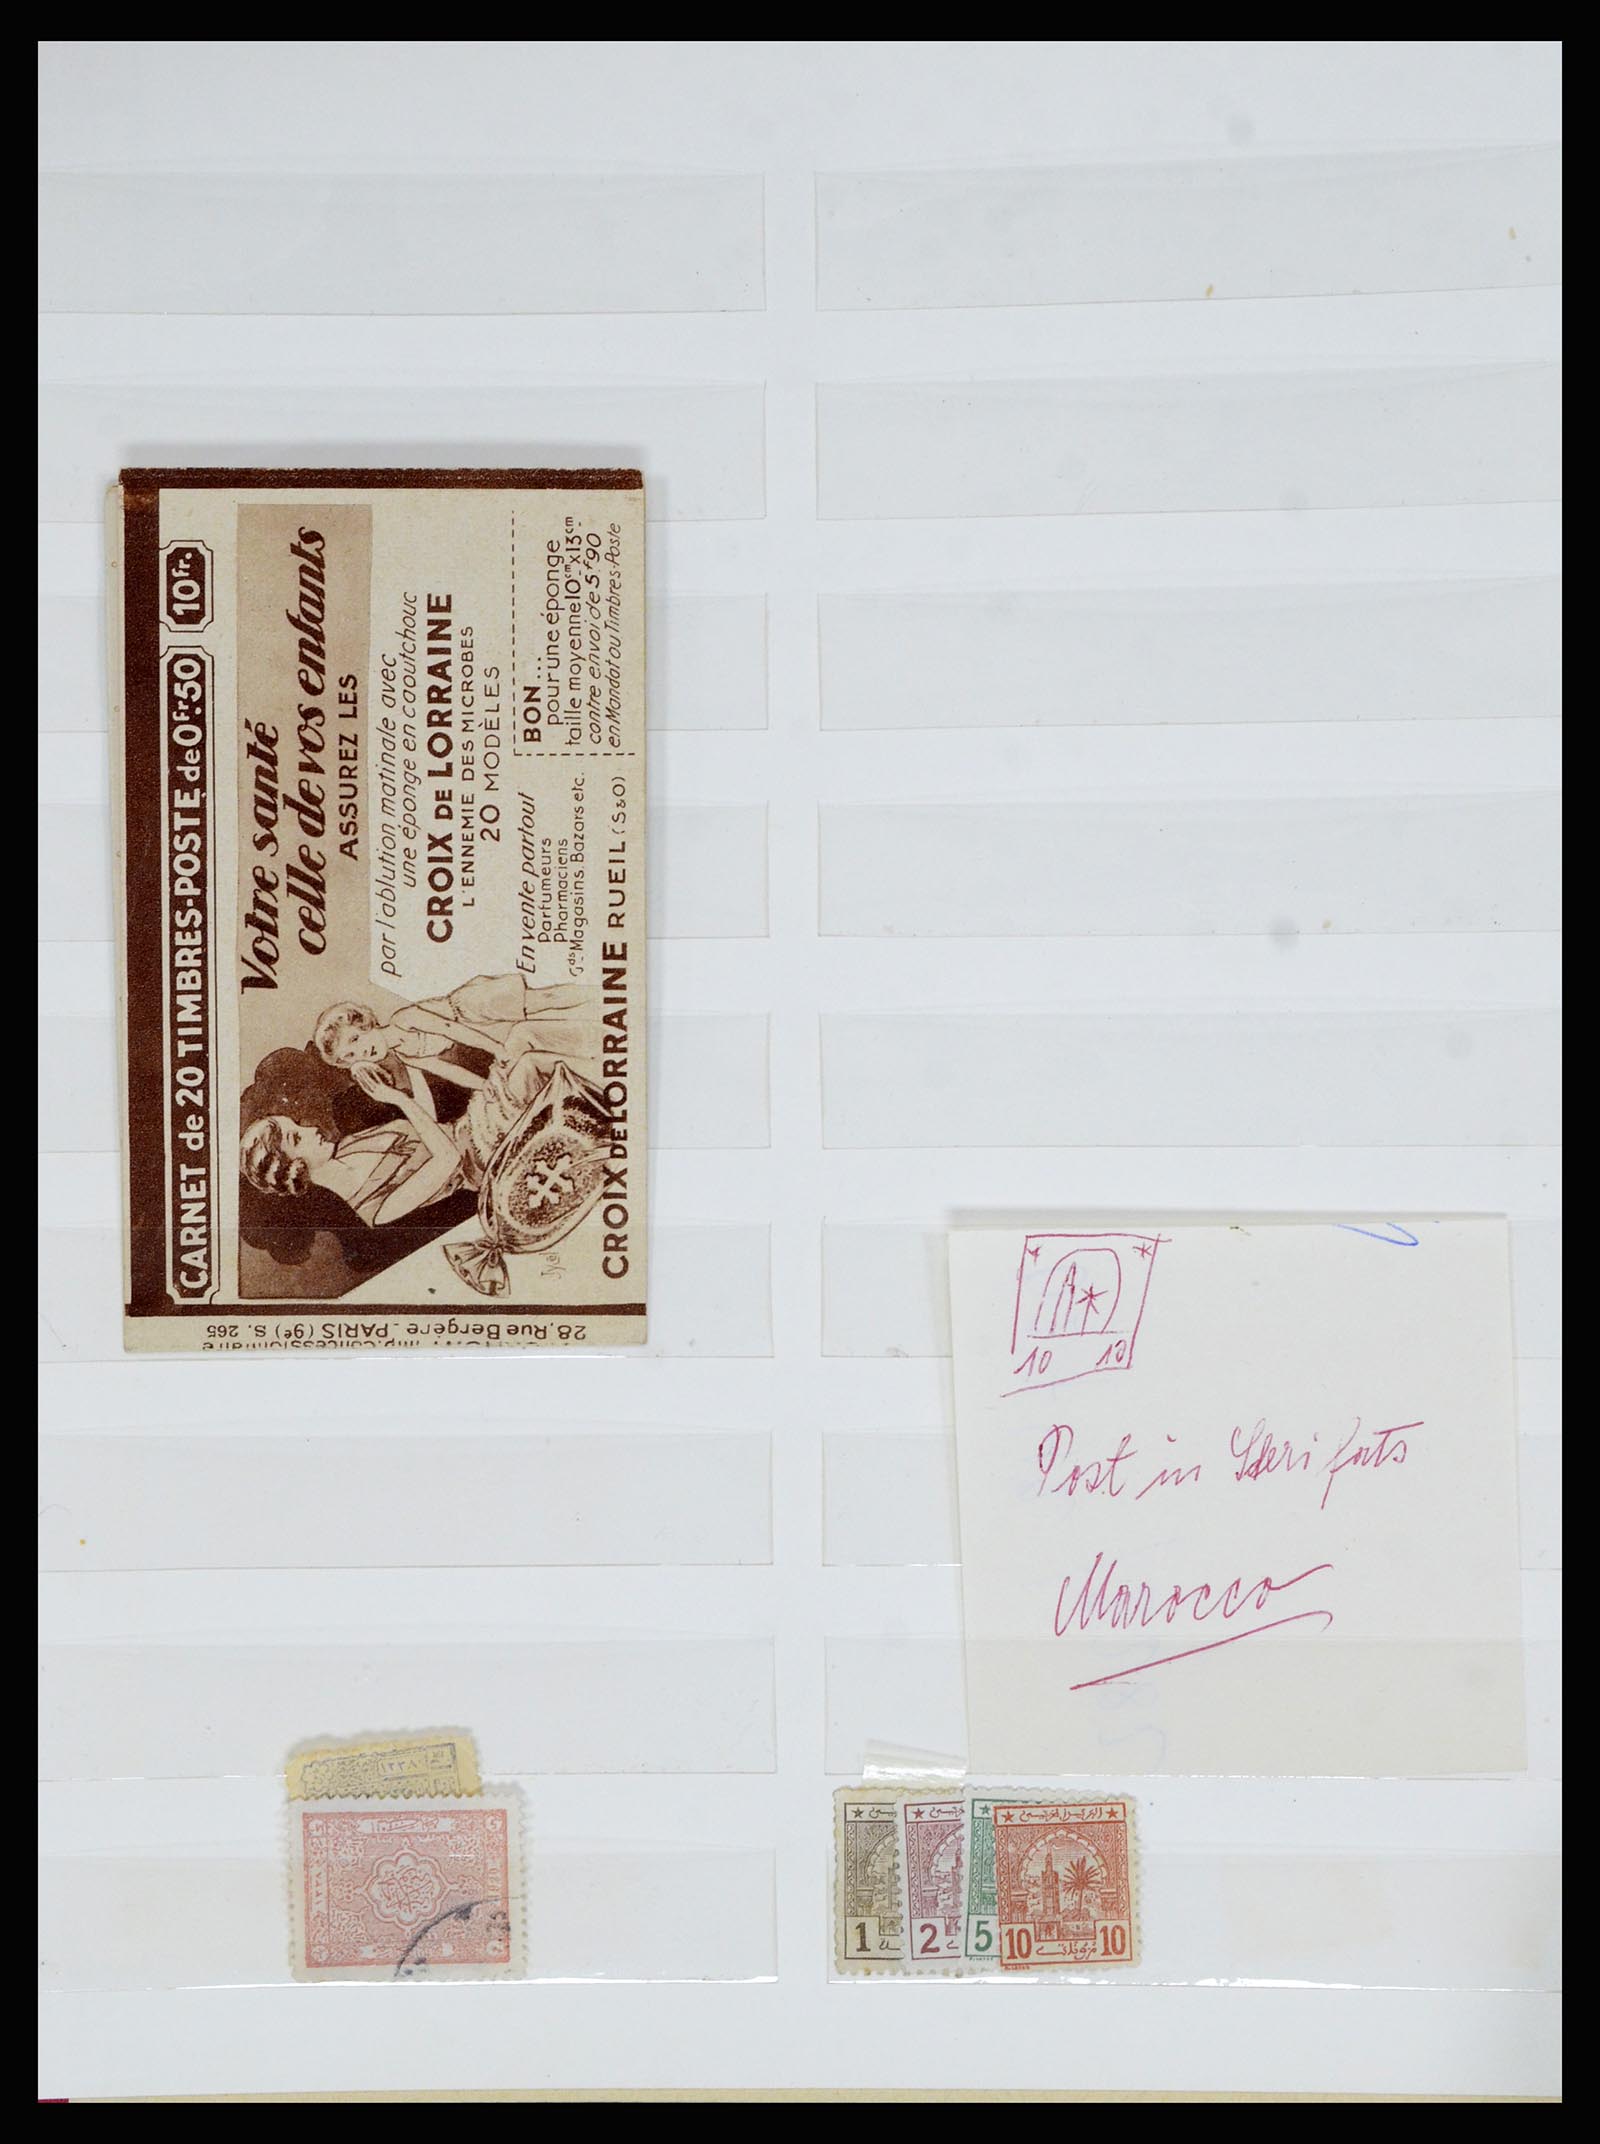 CARNET de 20 TIMBRES-POSTE de 0Fr.50 10 fr.
Votre santé
celle de vos enfants
ASSUREZ LES
par l'ablution matinale avec
une éponge en caoutchouc
CROIX DE LORRAINE
L'ENNEMIE DES MICROBES
20 MODÈLES
En vente partout
Parfumeurs
Pharmaciens
Gds Magasins. Bazars etc.
BON...
pour une éponge
taille moyenne 10cm x 13cm
contre envoi de 5f90
en Mandat ou Timbres-Poste
CROIX DE LORRAINE RUEIL (S&O)
28, Rue Bergère - PARIS (9e) S. 265
10 10
Post in
Marocco
1
2
5
10 10